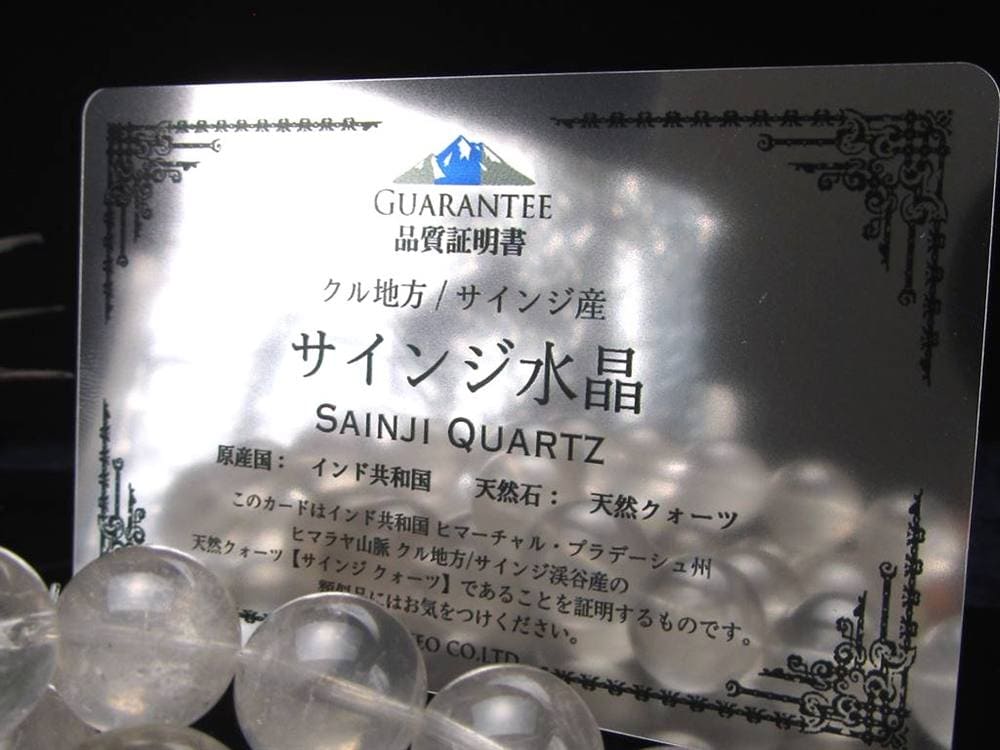 GUARANTEE
品質証明書
クル地方/サインジ産
サインジ水晶
SAINJI QUARTZ
原産国： インド共和国 天然石： 天然クォーツ
このカードはインド共和国 ヒマーチャル・プラデーシュ州
ヒマラヤ山脈 クル地方/サインジ渓谷産の
天然クォーツ【サインジ クォーツ】であることを証明するものです。
類似品にはお気をつけください。
CO.LTD